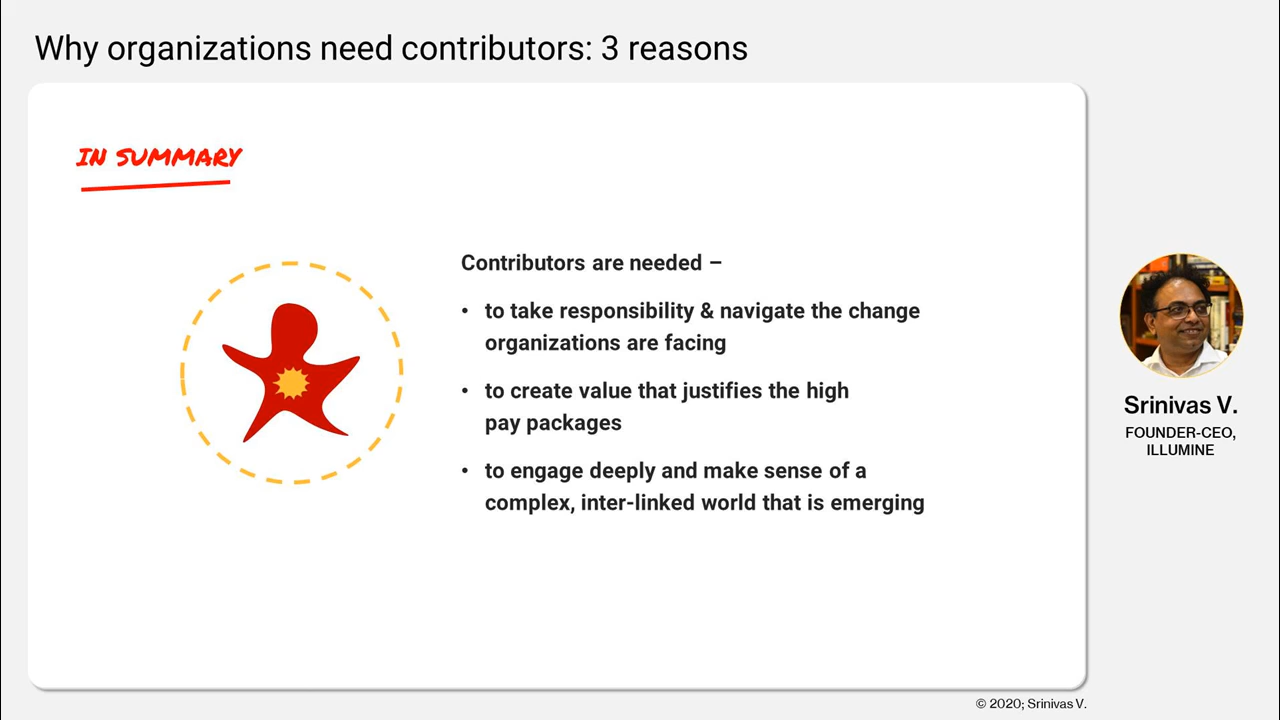 Why organizations need contributors: 3 reasons
IN SUMMARY
Contributors are needed –
• to take responsibility & navigate the change
organizations are facing
• to create value that justifies the high
pay packages
• to engage deeply and make sense of a
complex, inter-linked world that is emerging
Srinivas V.
FOUNDER-CEO,
ILLUMINE
© 2020; Srinivas V.